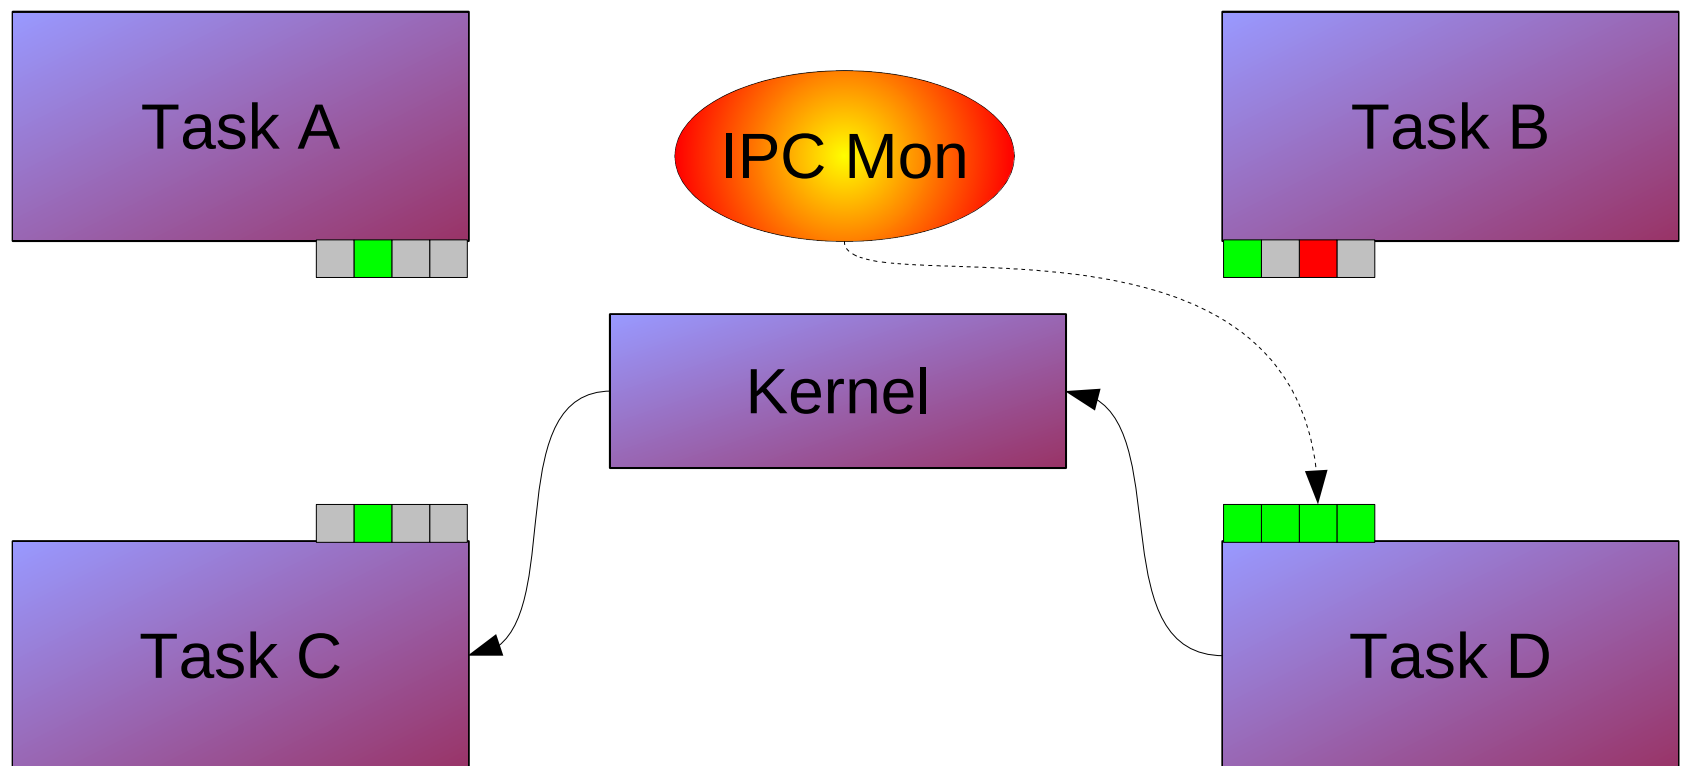 Task A
IPC Mon
Task B
Kernel
Task C
Task D